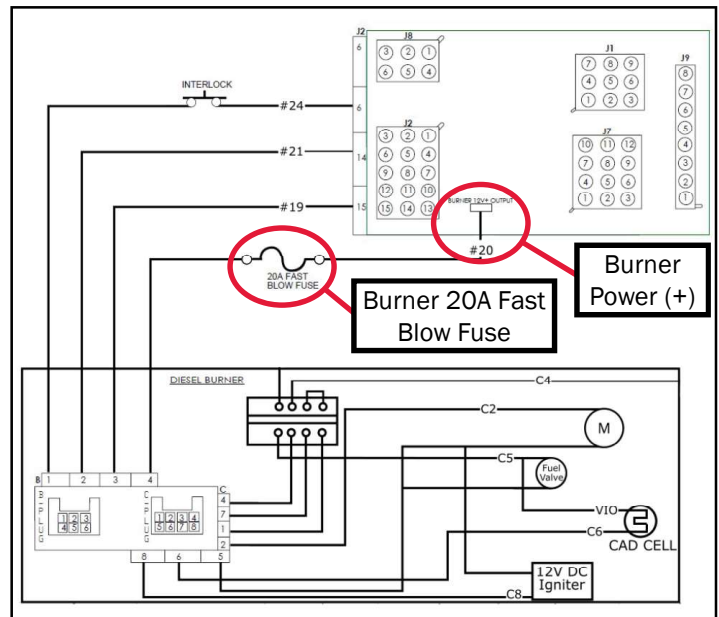 J2
6
J8
3 2 1
6 5 4
J1
7 8 9
4 5 6
1 2 3
J9
8
7
6
5
4
3
2
1
INTERLOCK
#24
6
#21
14
#19
15
J2
3 2 1
6 5 4
9 8 7
12 11 10
15 14 13
J7
10 11 12
7 8 9
4 5 6
1 2 3
BURNER 12V+ OUTPUT
#20
20A FAST
BLOW FUSE
Burner 20A Fast
Blow Fuse
Burner
Power (+)
DIESEL BURNER
C4
C2
M
C5
Fuel
Valve
VIO
C6
CAD CELL
12V DC
Igniter
C8
B 1 2 3 4
B-PLUG
1 2 3
4 5 6
C-PLUG
1 2 3 4
5 6 7 8
C
4
7
1
2
8 6 5